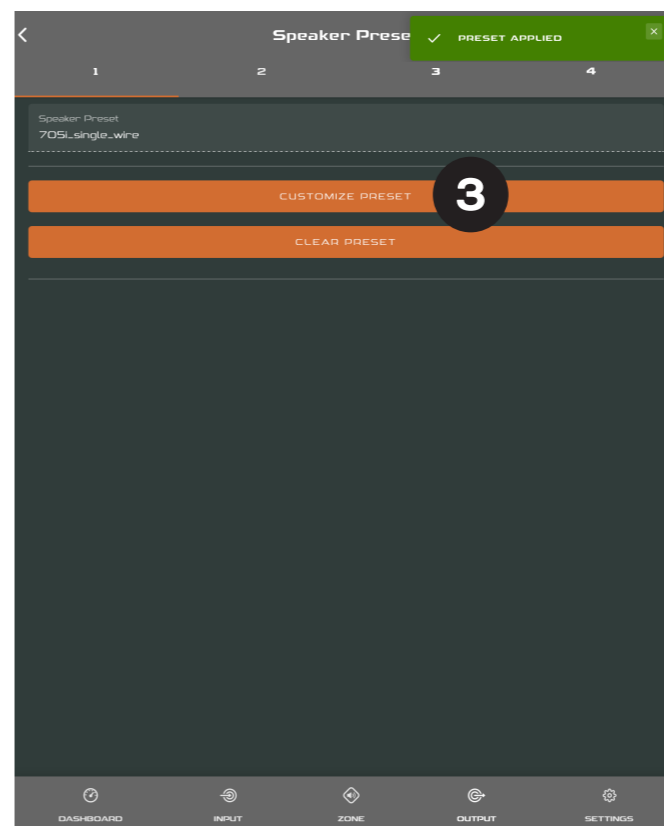 Speaker Prese
PRESET APPLIED
1 2 3 4
Speaker Preset
705i_single_wire
CUSTOMIZE PRESET
3
CLEAR PRESET
DASHBOARD INPUT ZONE OUTPUT SETTINGS